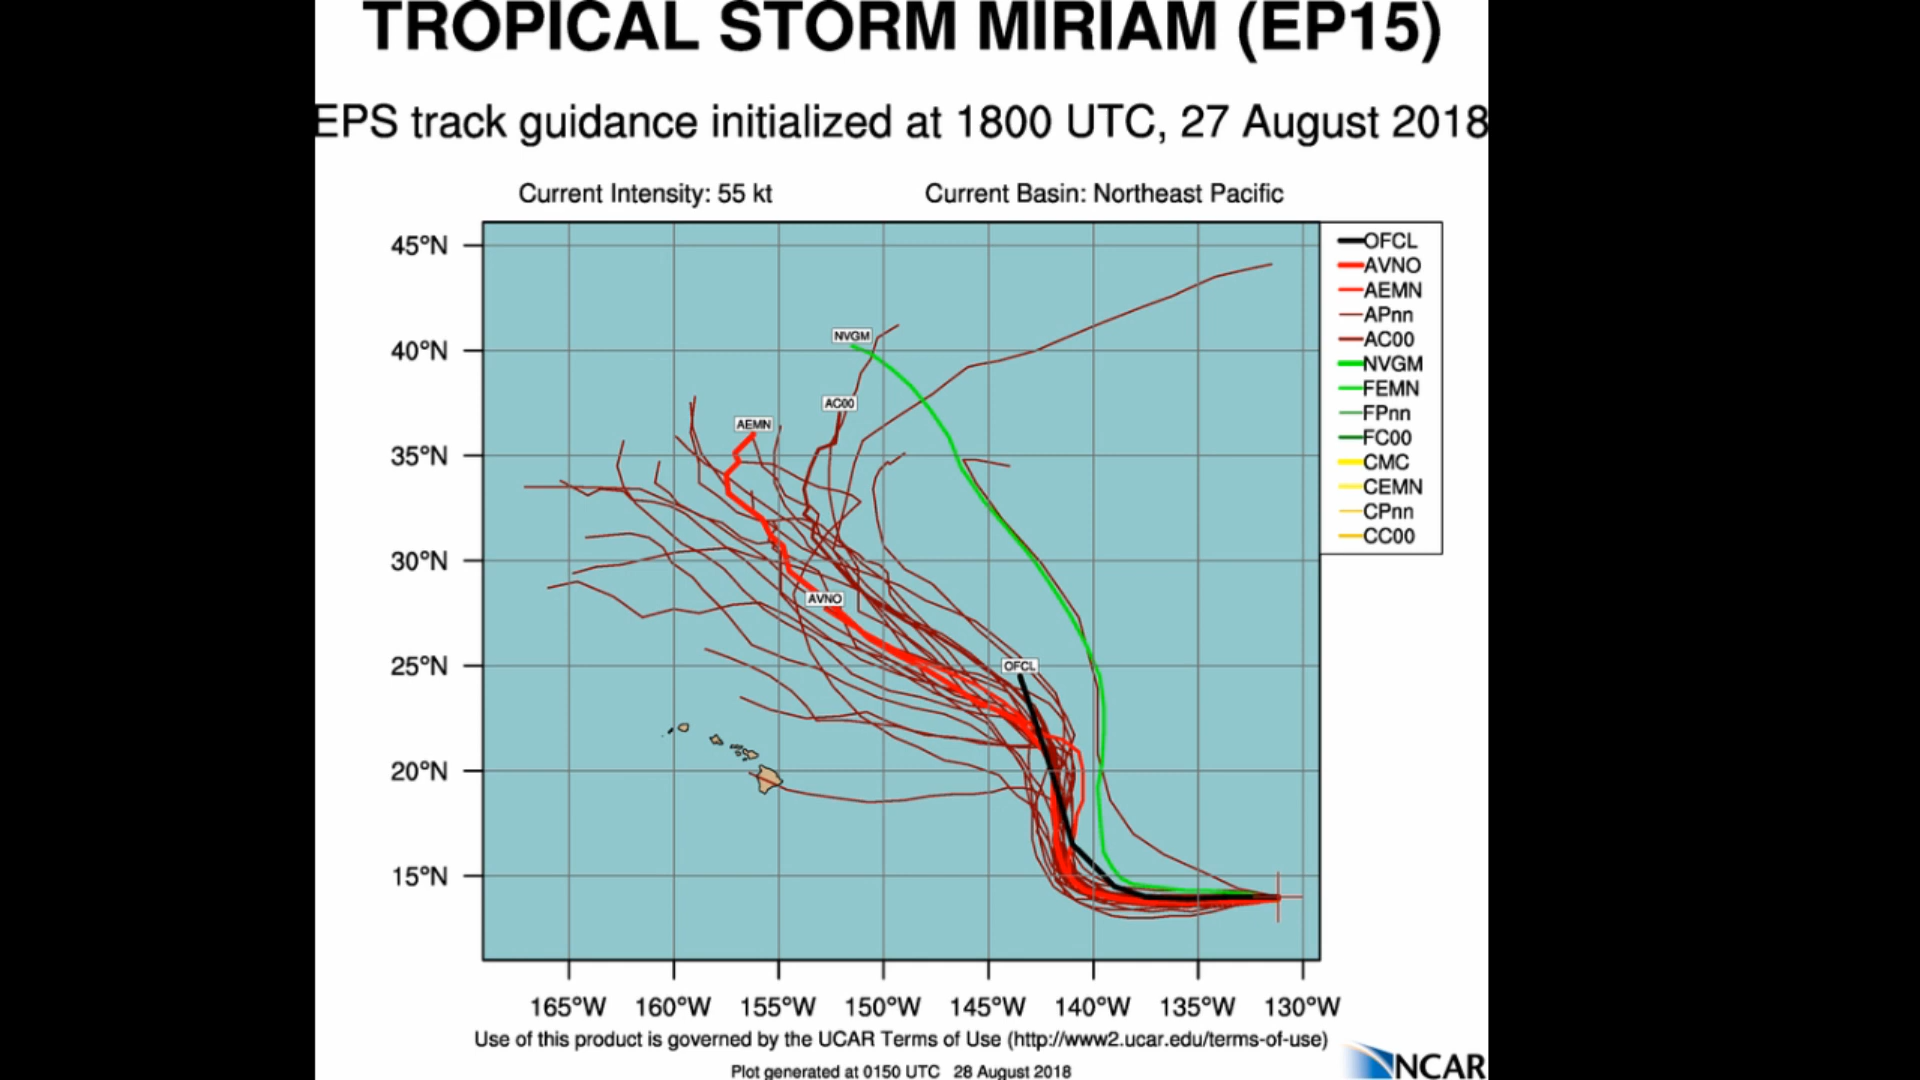 TROPICAL STORM MIRIAM (EP15)
EPS track guidance initialized at 1800 UTC, 27 August 2018
Current Intensity: 55 kt
Current Basin: Northeast Pacific
45°N
40°N
35°N
30°N
25°N
20°N
15°N
NVGM
AC00
AEMN
AVNO
OFCL
OFCL
AVNO
AEMN
APnn
AC00
NVGM
FEMN
FPnn
FC00
CMC
CEMN
CPnn
CC00
165°W 160°W 155°W 150°W 145°W 140°W 135°W 130°W
Use of this product is governed by the UCAR Terms of Use (http://www2.ucar.edu/terms-of-use)
Plot generated at 0150 UTC 28 August 2018
NCAR